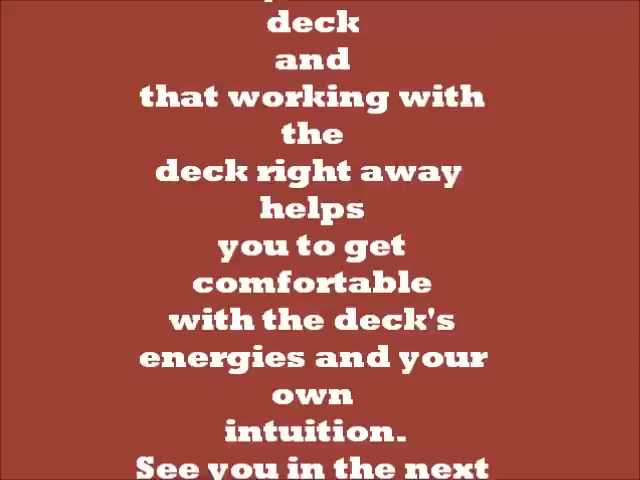 deck
and
that working with
the
deck right away
helps
you to get
comfortable
with the deck's
energies and your
own
intuition.
See you in the next